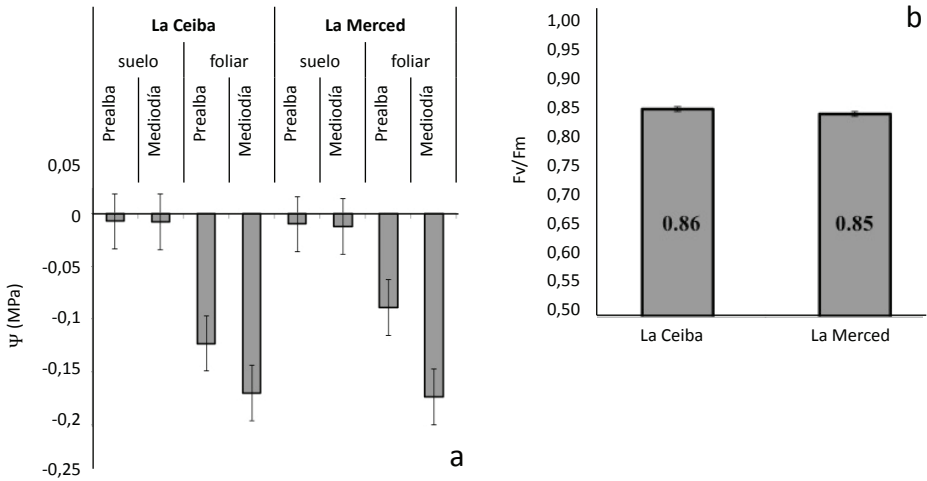 La Ceiba La Merced
suelo foliar suelo foliar
Prealba Mediodía Prealba Mediodía Prealba Mediodía Prealba Mediodía
0,05
0
-0,05
-0,1
-0,15
-0,2
-0,25
Ψ (MPa)
a
b
1,00
0,95
0,90
0,85
0,80
0,75
0,70
0,65
0,60
0,55
0,50
Fv/Fm
0.86 0.85
La Ceiba La Merced